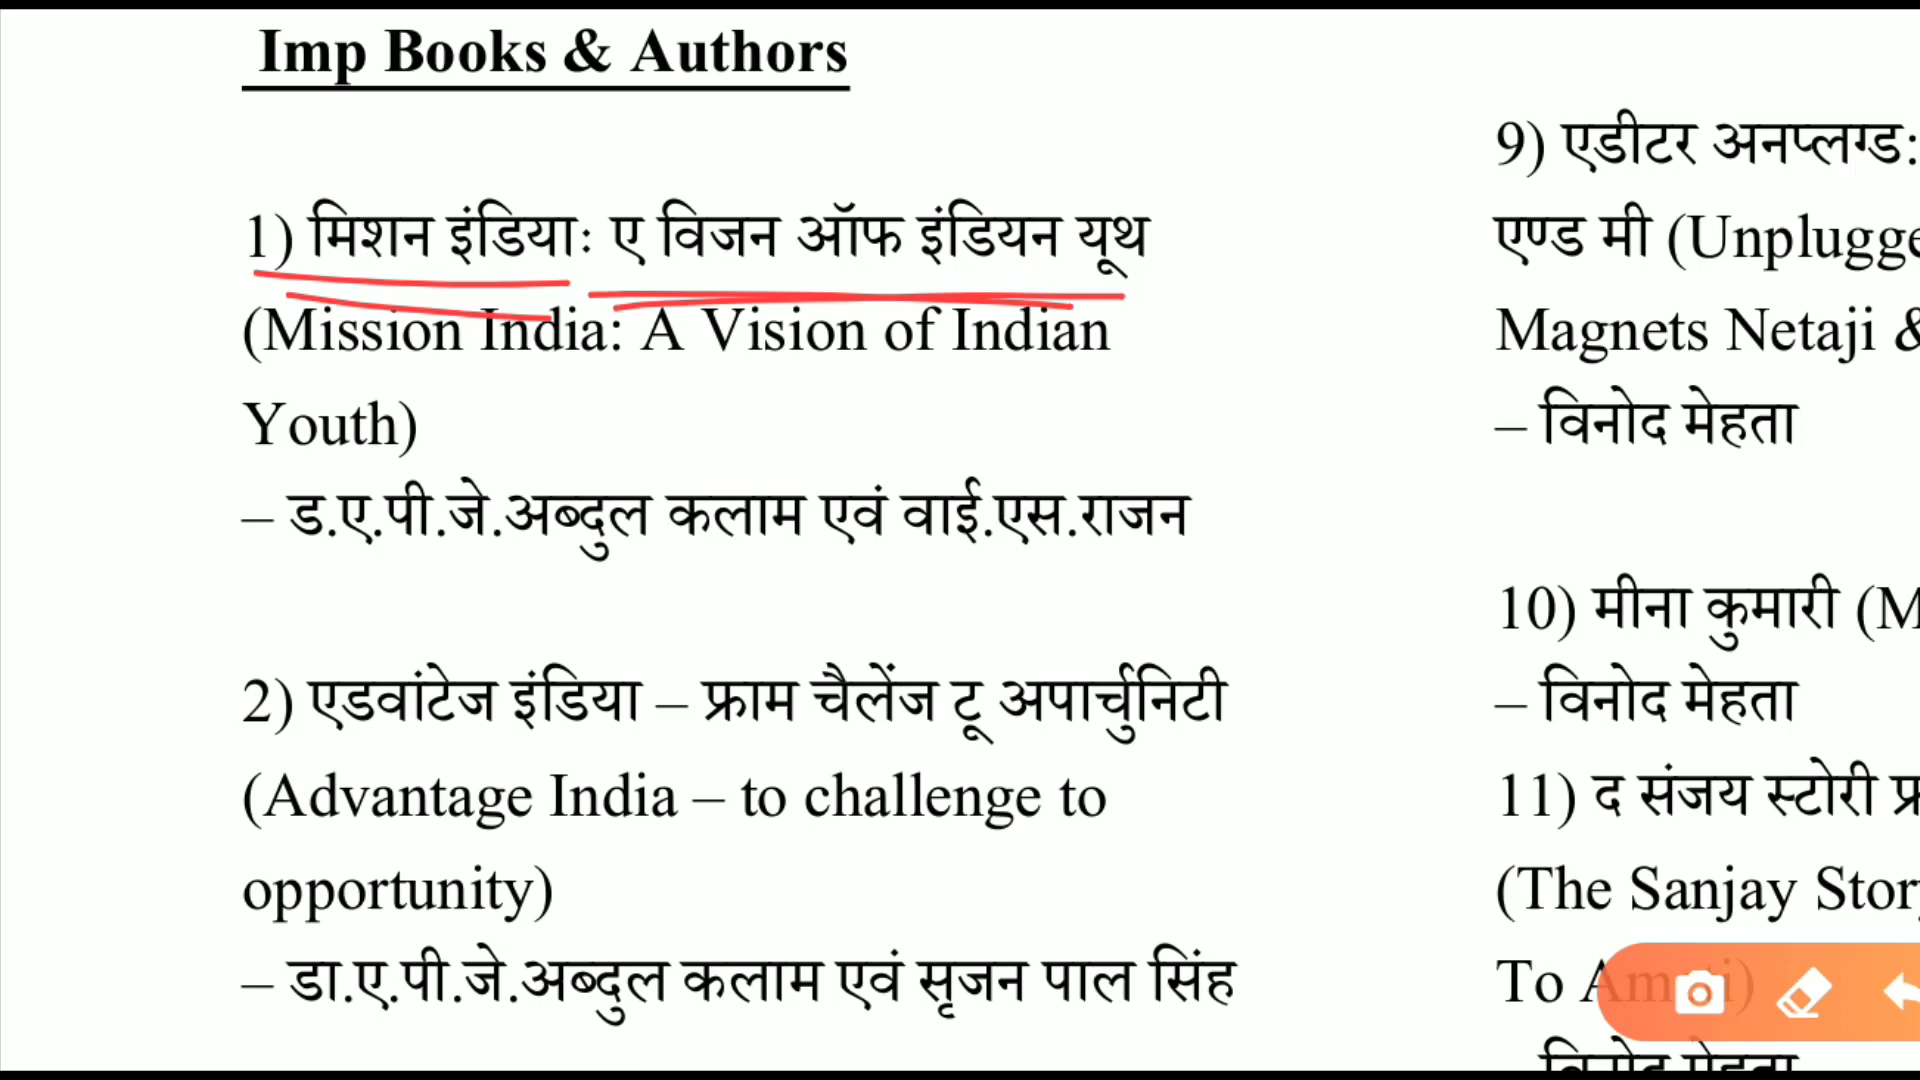 Imp Books & Authors
1) मिशन इंडियाः ए विजन ऑफ इंडियन यूथ
(Mission India: A Vision of Indian
Youth)
– ड.ए.पी.जे.अब्दुल कलाम एवं वाई.एस.राजन
2) एडवांटेज इंडिया – फ्राम चैलेंज टू अपार्चुनिटी
(Advantage India – to challenge to
opportunity)
– डा.ए.पी.जे.अब्दुल कलाम एवं सृजन पाल सिंह
9) एडीटर अनप्लग्ड:
एण्ड मी (Unplugge
Magnets Netaji &
– विनोद मेहता
10) मीना कुमारी (M
– विनोद मेहता
11) द संजय स्टोरी फ्र
(The Sanjay Story
To
विनोद मेहता